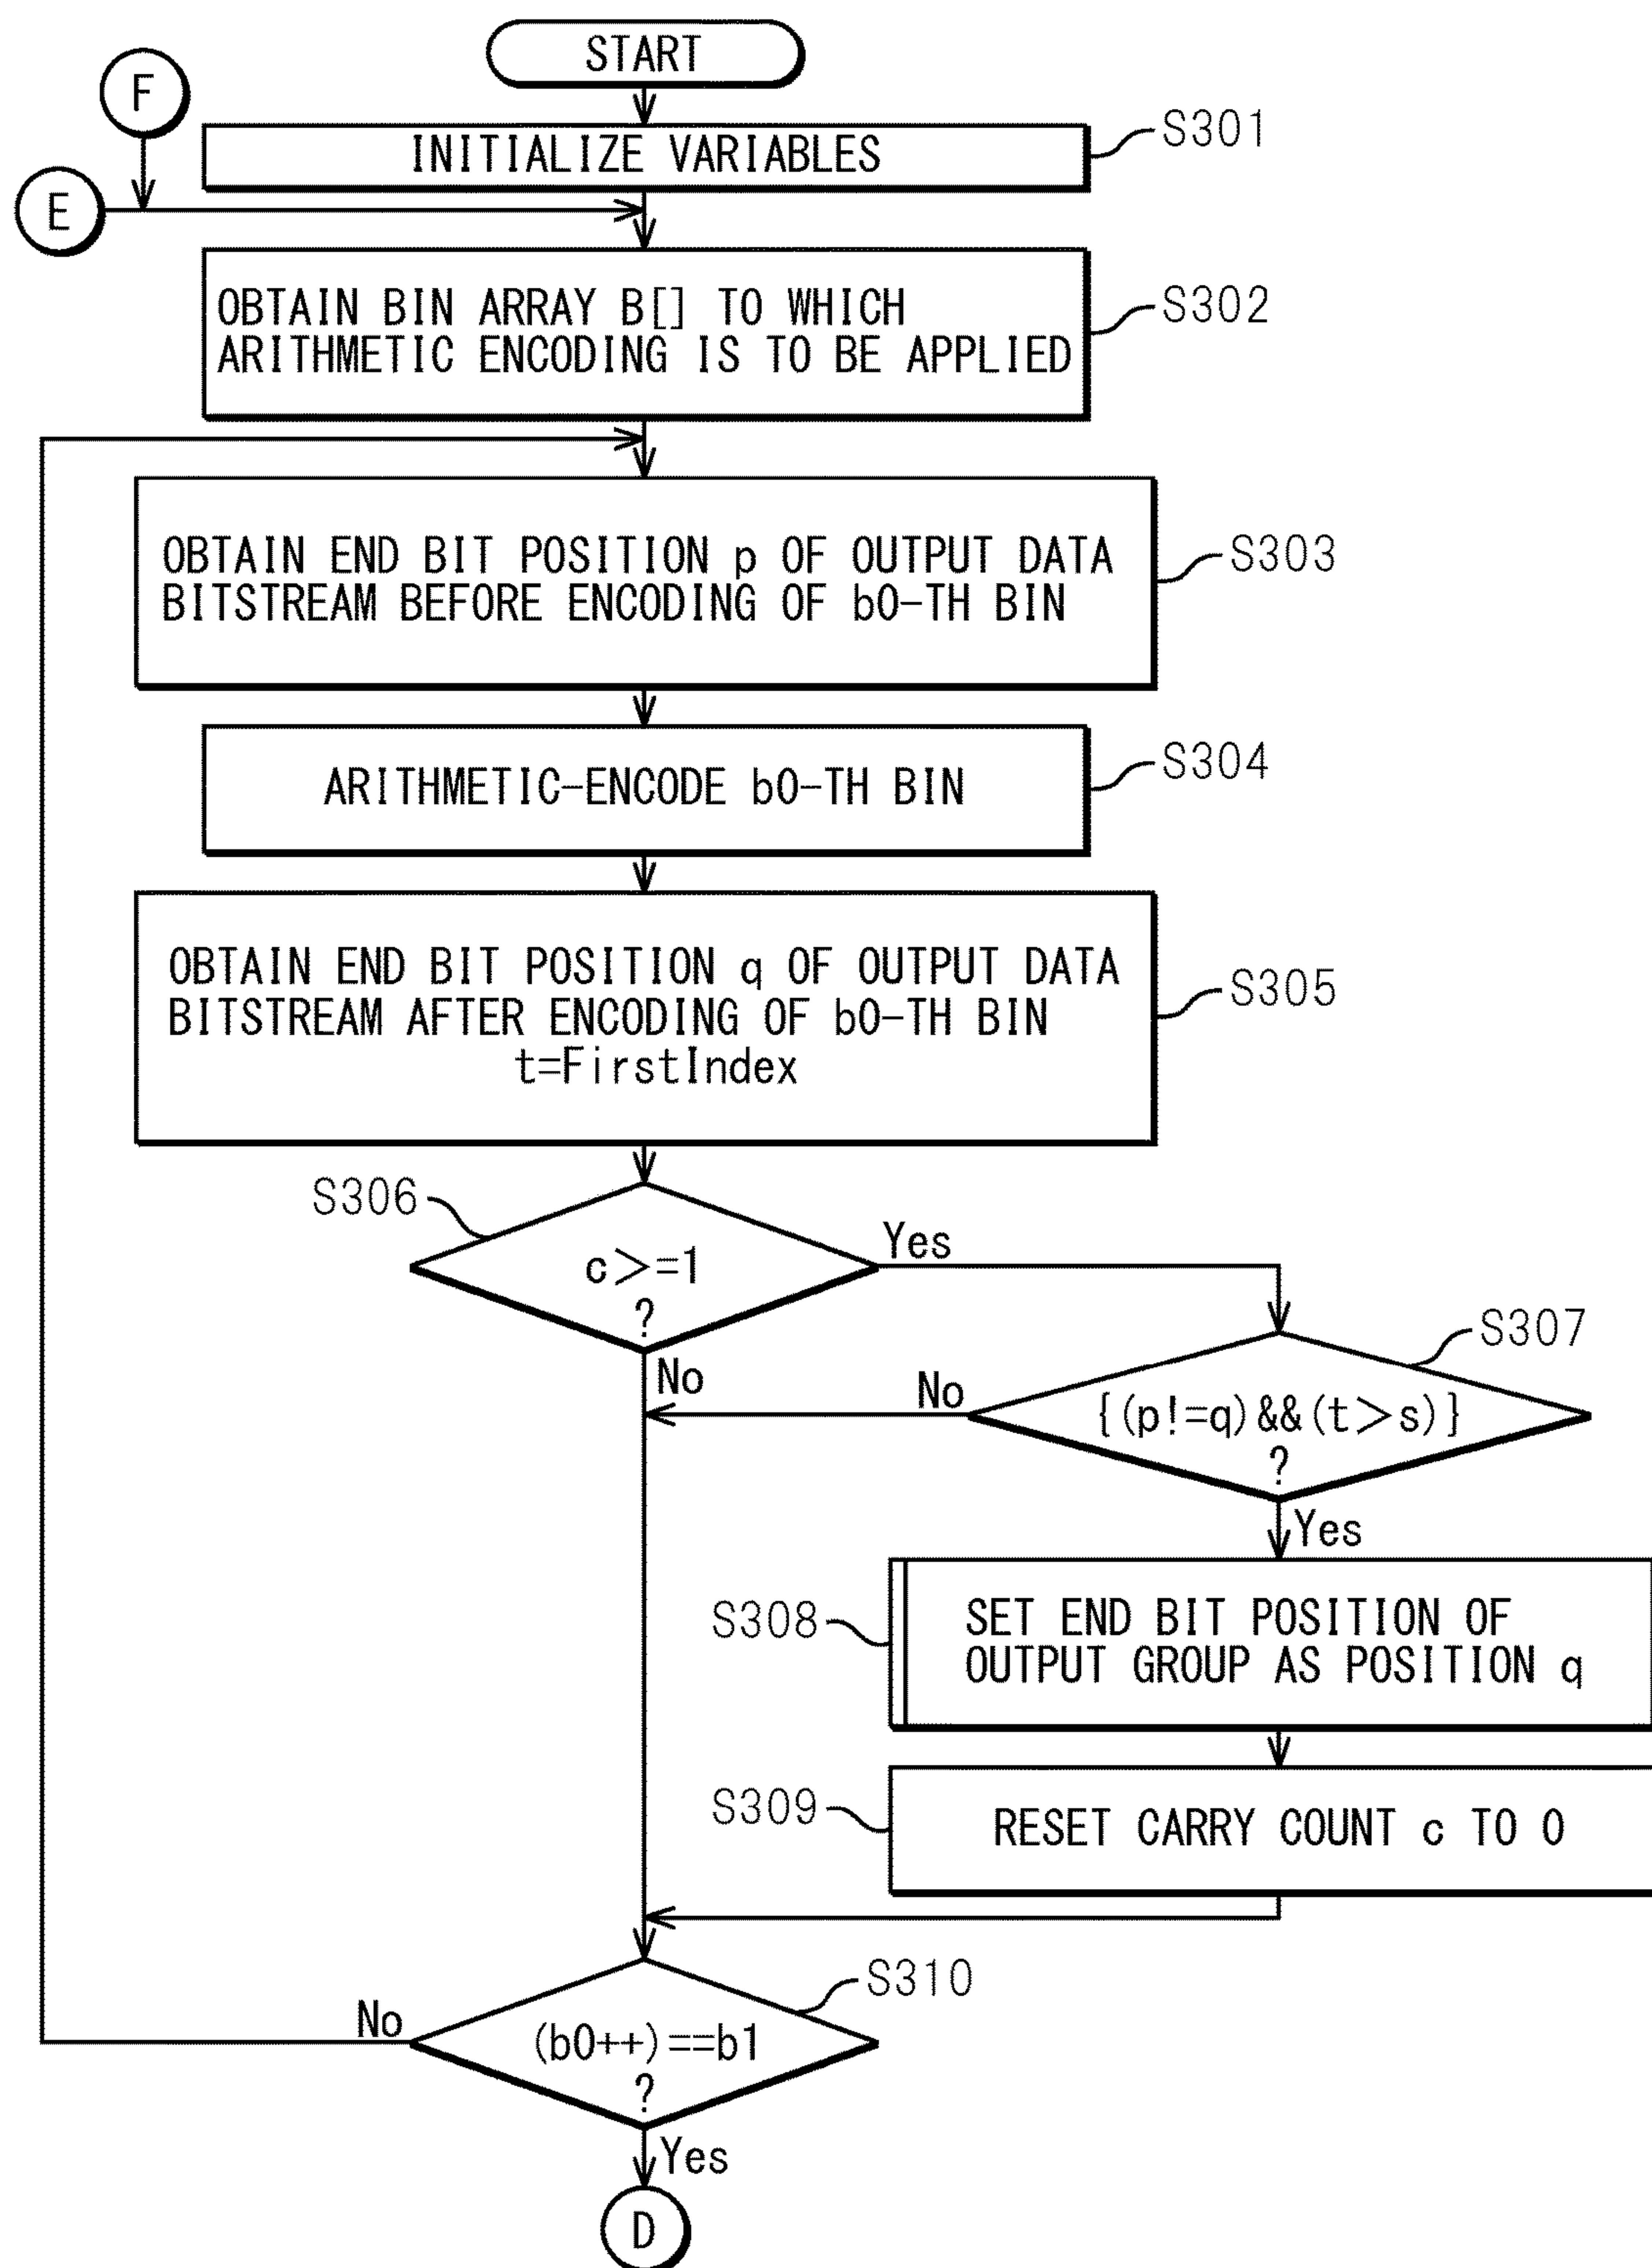 START
F
INITIALIZE VARIABLES
S301
E
OBTAIN BIN ARRAY B[] TO WHICH
ARITHMETIC ENCODING IS TO BE APPLIED
S302
OBTAIN END BIT POSITION p OF OUTPUT DATA
BITSTREAM BEFORE ENCODING OF b0-TH BIN
S303
ARITHMETIC-ENCODE b0-TH BIN
S304
OBTAIN END BIT POSITION q OF OUTPUT DATA
BITSTREAM AFTER ENCODING OF b0-TH BIN
t=FirstIndex
S305
S306
c>=1
?
Yes
No
S307
{(p!=q)&&(t>s)}
?
No
Yes
S308
SET END BIT POSITION OF
OUTPUT GROUP AS POSITION q
S309
RESET CARRY COUNT c TO 0
S310
(b0++)==b1
?
No
Yes
D